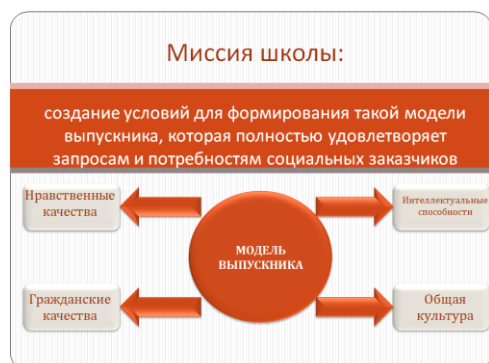 Миссия школы:
создание условий для формирования такой модели
выпускника, которая полностью удовлетворяет
запросам и потребностям социальных заказчиков
Нравственные
качества
Интеллектуальные
способности
МОДЕЛЬ
ВЫПУСКНИКА
Гражданские
качества
Общая
культура